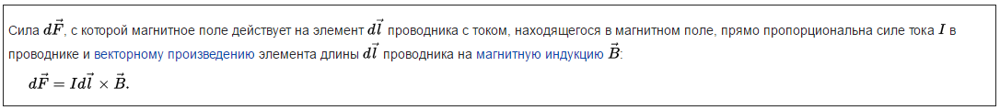 Сила $d\vec{F}$, с которой магнитное поле действует на элемент $d\vec{l}$ проводника с током, находящегося в магнитном поле, прямо пропорциональна силе тока $I$ в
проводнике и векторному произведению элемента длины $d\vec{l}$ проводника на магнитную индукцию $\vec{B}$:
$d\vec{F} = Id\vec{l} \times \vec{B}.$